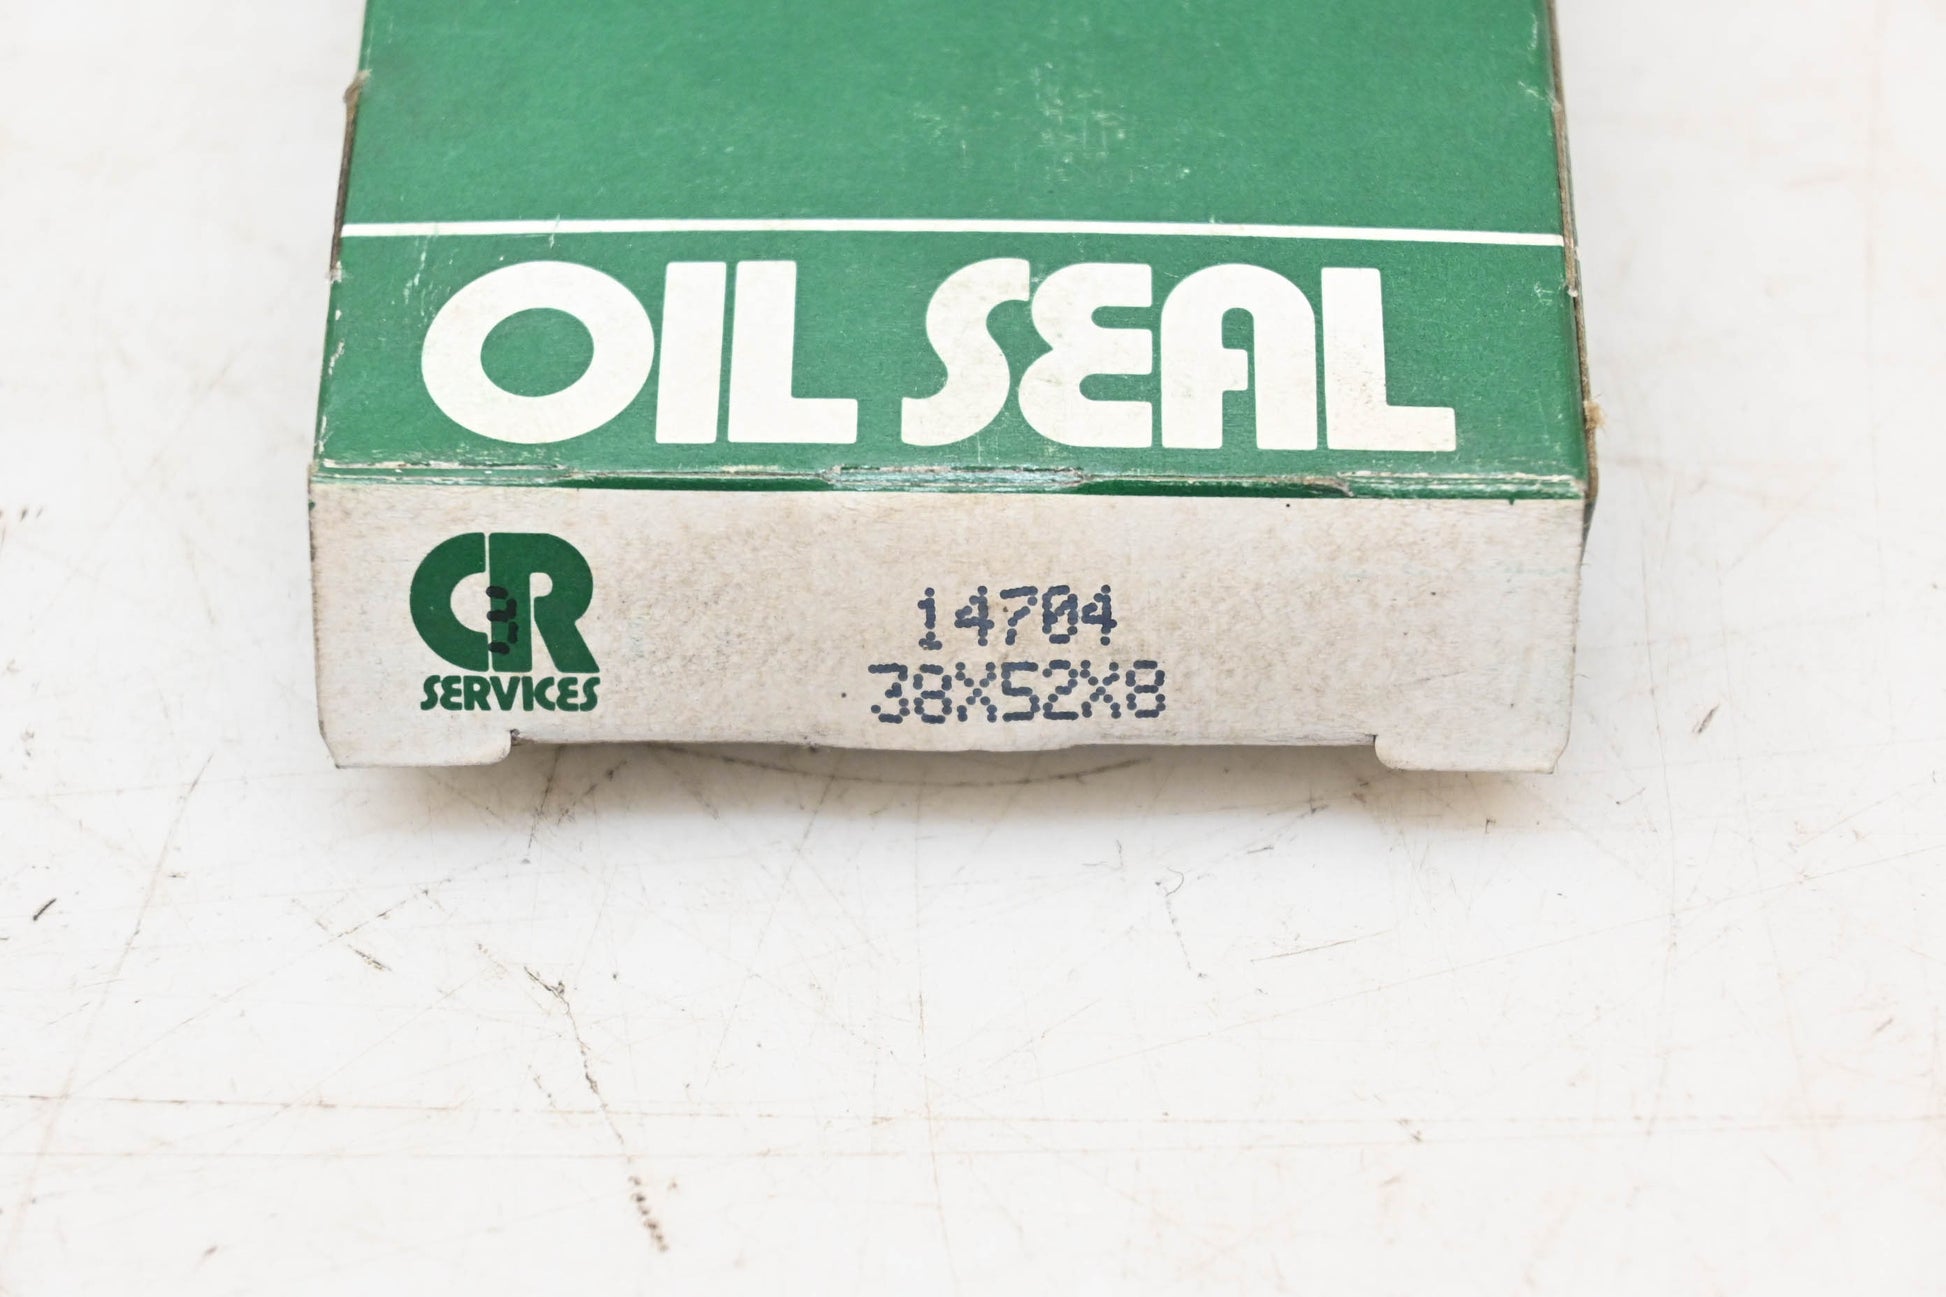 OIL SEAL
CR
SERVICES
14704
38X52X8